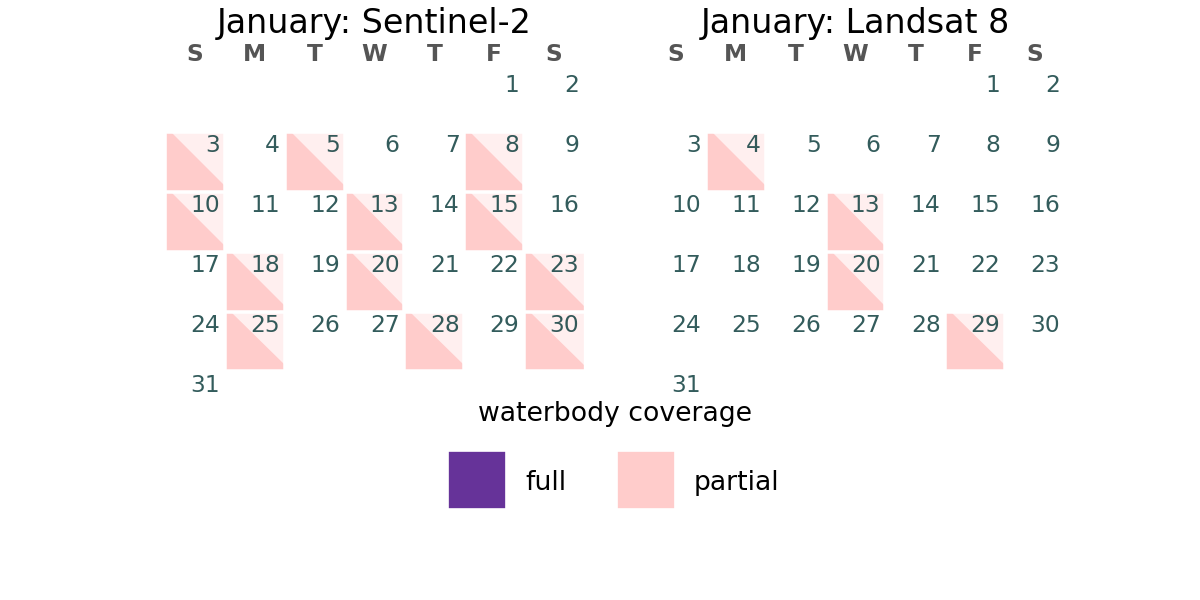 January: Sentinel-2
S M T W T F S
1 2
3 4 5 6 7 8 9
10 11 12 13 14 15 16
17 18 19 20 21 22 23
24 25 26 27 28 29 30
31
January: Landsat 8
S M T W T F S
1 2
3 4 5 6 7 8 9
10 11 12 13 14 15 16
17 18 19 20 21 22 23
24 25 26 27 28 29 30
31
waterbody coverage
full
partial